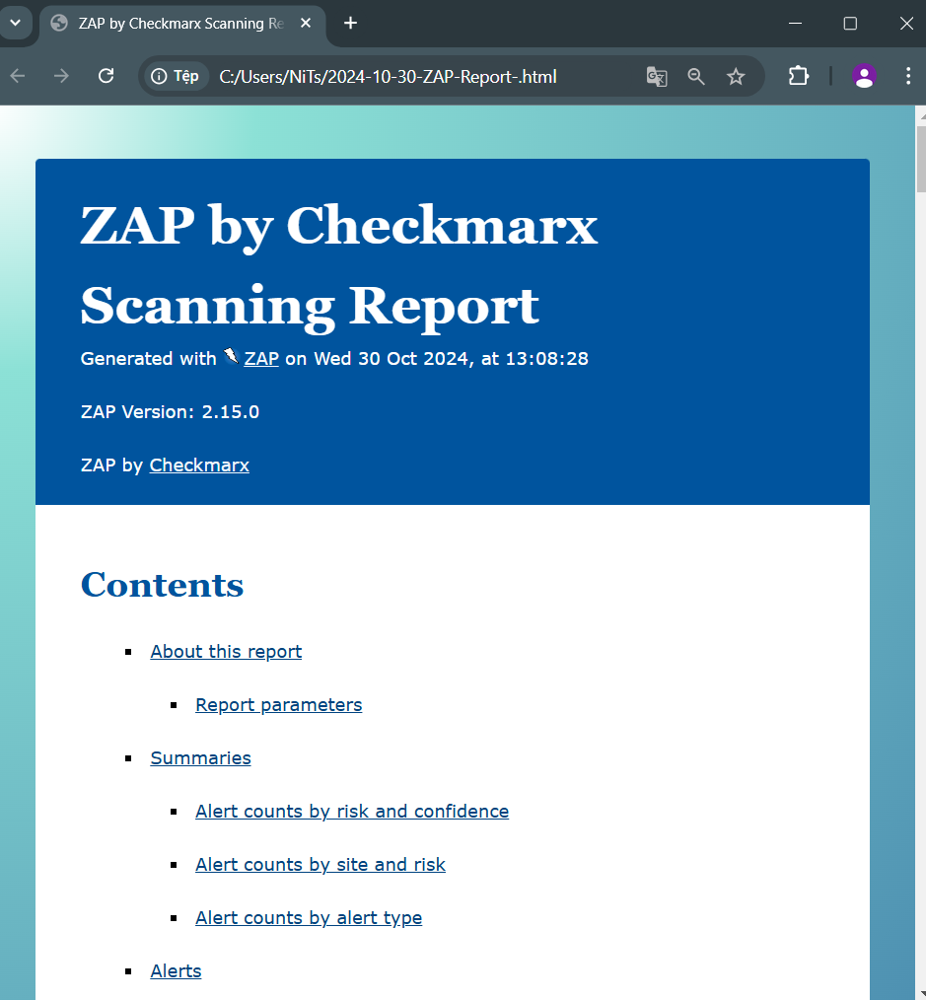 ZAP by Checkmarx Scanning Re
Tệp
C:/Users/NiTs/2024-10-30-ZAP-Report-.html
ZAP by Checkmarx
Scanning Report
Generated with ZAP on Wed 30 Oct 2024, at 13:08:28
ZAP Version: 2.15.0
ZAP by Checkmarx
Contents
About this report
Report parameters
Summaries
Alert counts by risk and confidence
Alert counts by site and risk
Alert counts by alert type
Alerts